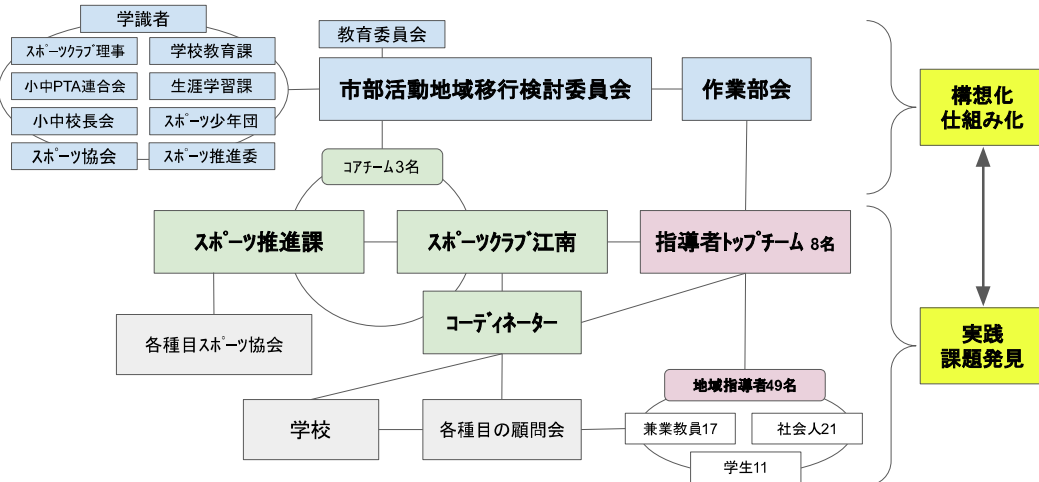 学識者
スポーツクラブ理事
学校教育課
小中PTA連合会
生涯学習課
小中校長会
スポーツ少年団
スポーツ協会
スポーツ推進委
教育委員会
市部活動地域移行検討委員会
作業部会
コアチーム3名
スポーツ推進課
スポーツクラブ江南
指導者トップチーム 8名
コーディネーター
各種目スポーツ協会
学校
各種目の顧問会
地域指導者49名
兼業教員17
社会人21
学生11
構想化
仕組み化
実践
課題発見